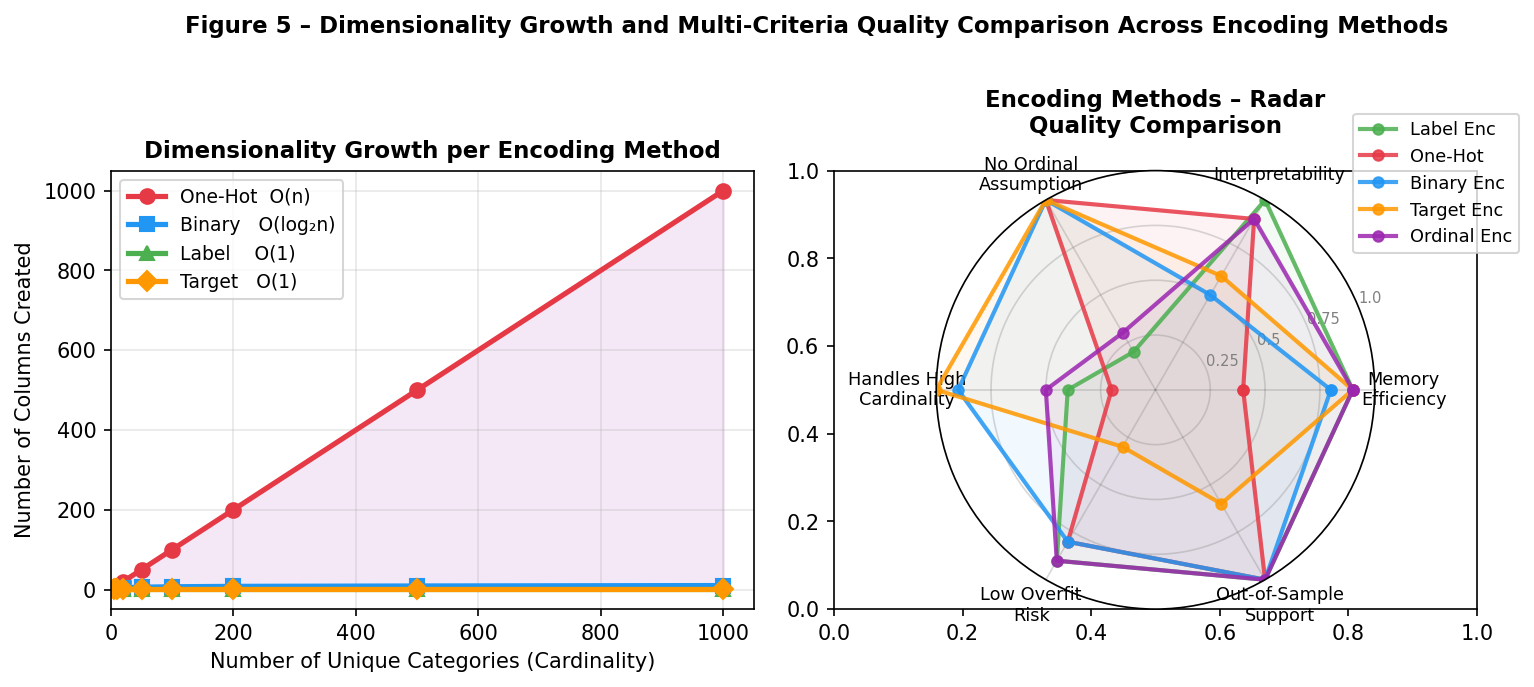 Figure 5 – Dimensionality Growth and Multi-Criteria Quality Comparison Across Encoding Methods
Dimensionality Growth per Encoding Method
One-Hot O(n)
Binary O(log₂n)
Label O(1)
Target O(1)
Number of Columns Created
1000
800
600
400
200
0
0 200 400 600 800 1000
Number of Unique Categories (Cardinality)
Encoding Methods – Radar
Quality Comparison
Label Enc
One-Hot
Binary Enc
Target Enc
Ordinal Enc
No Ordinal
Assumption
Interpretability
Handles High
Cardinality
Memory
Efficiency
Low Overfit
Risk
Out-of-Sample
Support
1.0
0.75
0.5
0.25
1.0
0.8
0.6
0.4
0.2
0.0
0.0 0.2 0.4 0.6 0.8 1.0